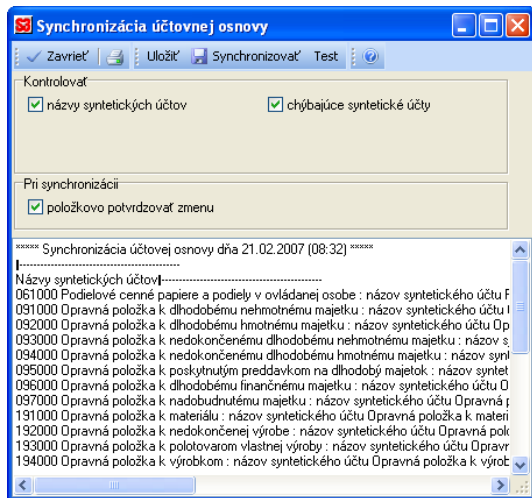 Synchronizácia účtovnej osnovy
Zavrieť Uložiť Synchronizovať Test
Kontrolovať
názvy syntetických účtov chýbajúce syntetické účty
Pri synchronizácii
položkovo potvrdzovať zmenu
***** Synchronizácia účtovej osnovy dňa 21.02.2007 (08:32) *****
|--------------------------------------------
Názvy syntetických účtov|--------------------------------------------
061000 Podielové cenné papiere a podiely v ovládanej osobe : názov syntetického účtu
091000 Opravná položka k dlhodobému nehmotnému majetku : názov syntetického účtu
092000 Opravná položka k dlhodobému hmotnému majetku : názov syntetického účtu Op
093000 Opravná položka k nedokončenému dlhodobému nehmotnému majetku : názov s
094000 Opravná položka k nedokončenému dlhodobému hmotnému majetku : názov synt
095000 Opravná položka k poskytnutým preddavkom na dlhodobý majetok : názov syntet
096000 Opravná položka k dlhodobému finančnému majetku : názov syntetického účtu O
097000 Opravná položka k nadobudnutému majetku : názov syntetického účtu Opravná p
191000 Opravná položka k materiálu : názov syntetického účtu Opravná položka k materi
192000 Opravná položka k nedokončenej výrobe : názov syntetického účtu Opravná polo
193000 Opravná položka k polotovarom vlastnej výroby : názov syntetického účtu Opravn
194000 Opravná položka k výrobkom : názov syntetického účtu Opravná položka k výrob